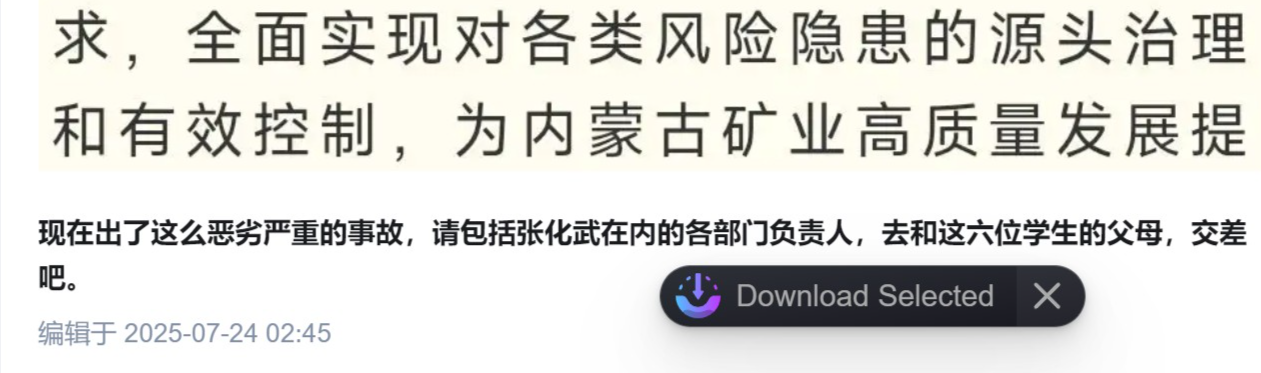 求，全面实现对各类风险隐患的源头治理
和有效控制，为内蒙古矿业高质量发展提
现在出了这么恶劣严重的事故，请包括张化武在内的各部门负责人，去和这六位学生的父母，交差
吧。
Download Selected
编辑于 2025-07-24 02:45